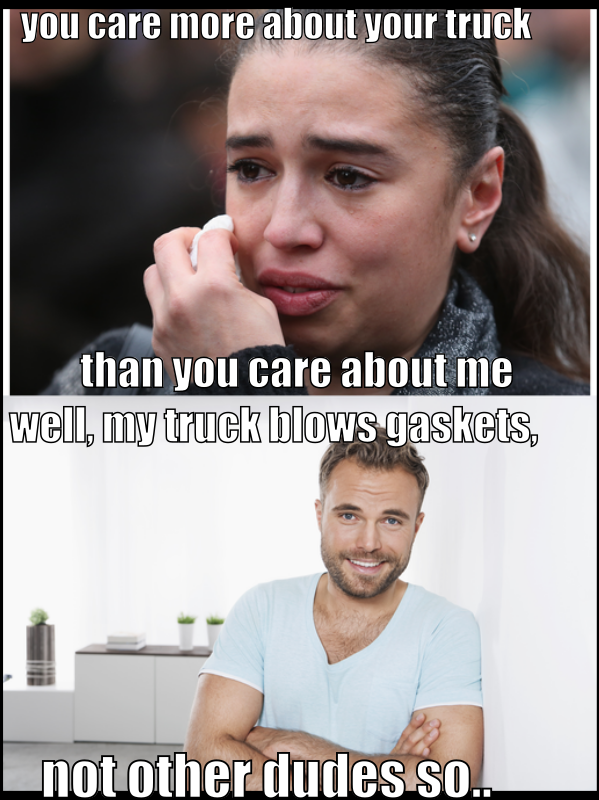 you care more about your truck
than you care about me
well, my truck blows gaskets,
not other dudes so..